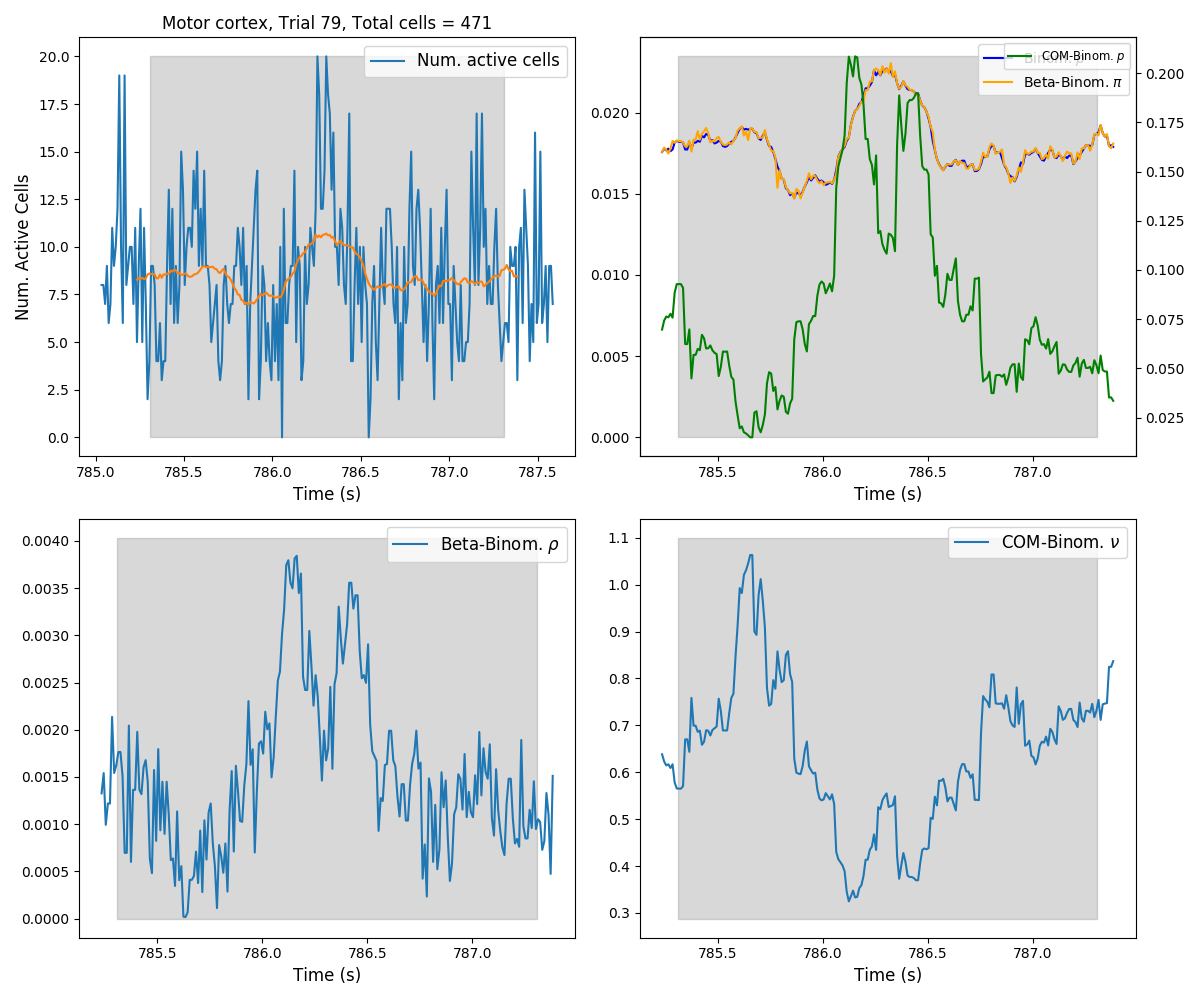 Motor cortex, Trial 79, Total cells = 471
Num. active cells
Num. Active Cells
20.0
17.5
15.0
12.5
10.0
7.5
5.0
2.5
0.0
785.0 785.5 786.0 786.5 787.0 787.5
Time (s)
COM-Binom. p
Beta-Binom. π
0.020
0.015
0.010
0.005
0.000
0.200
0.175
0.150
0.125
0.100
0.075
0.050
0.025
785.5 786.0 786.5 787.0
Time (s)
Beta-Binom. ρ
0.0040
0.0035
0.0030
0.0025
0.0020
0.0015
0.0010
0.0005
0.0000
785.5 786.0 786.5 787.0
Time (s)
COM-Binom. ν
1.1
1.0
0.9
0.8
0.7
0.6
0.5
0.4
0.3
785.5 786.0 786.5 787.0
Time (s)